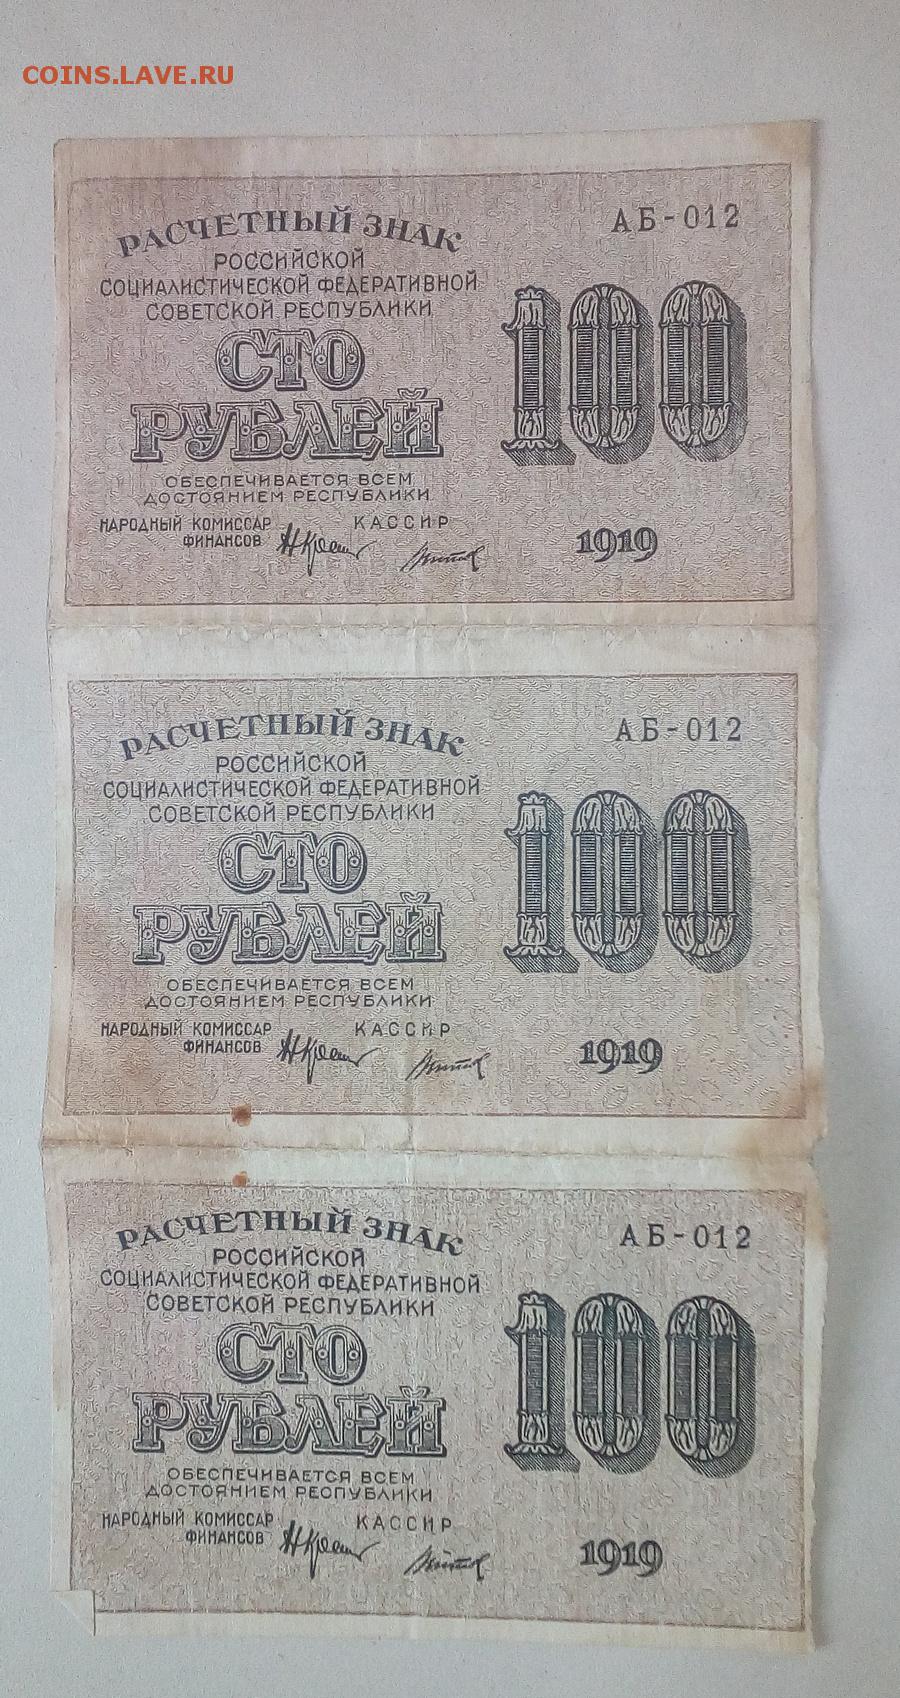 COINS.LAVE.RU
РАСЧЕТНЫЙ ЗНАК
АБ-012
РОССИЙСКОЙ
СОЦИАЛИСТИЧЕСКОЙ ФЕДЕРАТИВНОЙ
СОВЕТСКОЙ РЕСПУБЛИКИ
СТО
РУБЛЕЙ
100
ОБЕСПЕЧИВАЕТСЯ ВСЕМ
ДОСТОЯНИЕМ РЕСПУБЛИКИ
НАРОДНЫЙ КОМИССАР
ФИНАНСОВ
КАССИР
1919
РАСЧЕТНЫЙ ЗНАК
АБ-012
РОССИЙСКОЙ
СОЦИАЛИСТИЧЕСКОЙ ФЕДЕРАТИВНОЙ
СОВЕТСКОЙ РЕСПУБЛИКИ
СТО
РУБЛЕЙ
100
ОБЕСПЕЧИВАЕТСЯ ВСЕМ
ДОСТОЯНИЕМ РЕСПУБЛИКИ
НАРОДНЫЙ КОМИССАР
ФИНАНСОВ
КАССИР
1919
РАСЧЕТНЫЙ ЗНАК
АБ-012
РОССИЙСКОЙ
СОЦИАЛИСТИЧЕСКОЙ ФЕДЕРАТИВНОЙ
СОВЕТСКОЙ РЕСПУБЛИКИ
СТО
РУБЛЕЙ
100
ОБЕСПЕЧИВАЕТСЯ ВСЕМ
ДОСТОЯНИЕМ РЕСПУБЛИКИ
НАРОДНЫЙ КОМИССАР
ФИНАНСОВ
КАССИР
1919